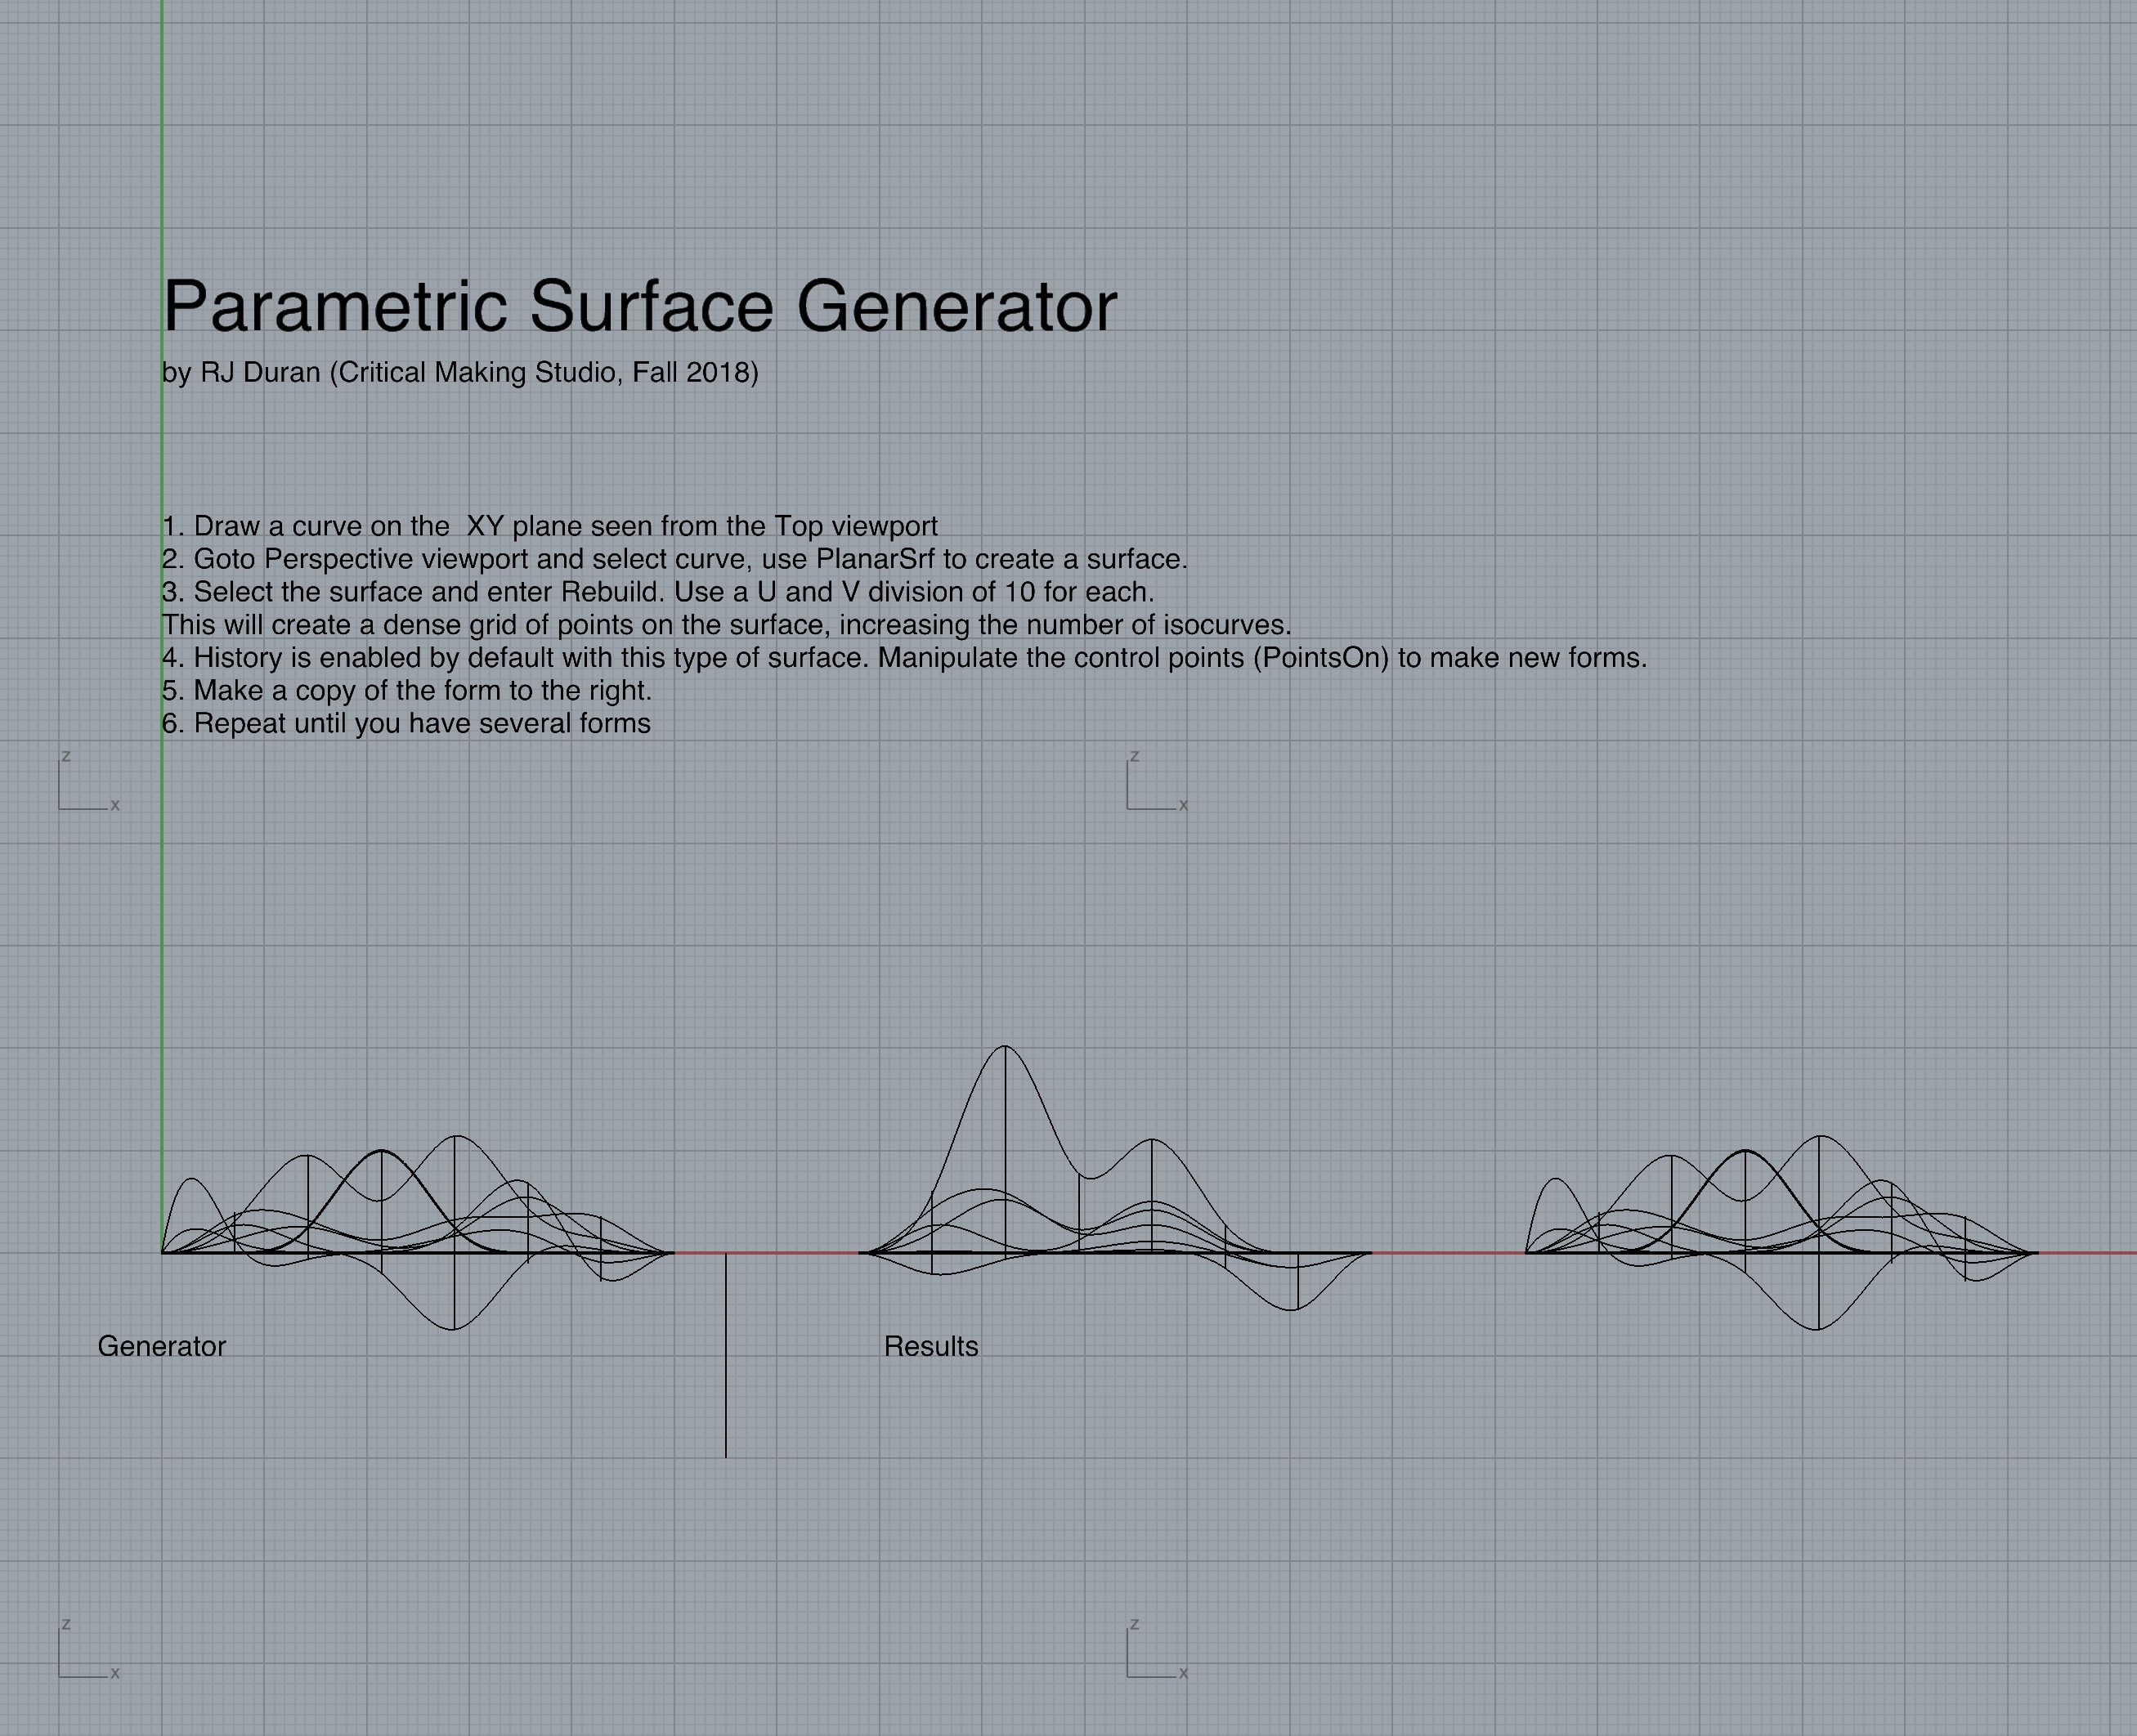 Parametric Surface Generator
by RJ Duran (Critical Making Studio, Fall 2018)
1. Draw a curve on the  XY plane seen from the Top viewport
2. Goto Perspective viewport and select curve, use PlanarSrf to create a surface.
3. Select the surface and enter Rebuild. Use a U and V division of 10 for each.
This will create a dense grid of points on the surface, increasing the number of isocurves.
4. History is enabled by default with this type of surface. Manipulate the control points (PointsOn) to make new forms.
5. Make a copy of the form to the right.
6. Repeat until you have several forms
z z
x x
Generator Results
z z
x x